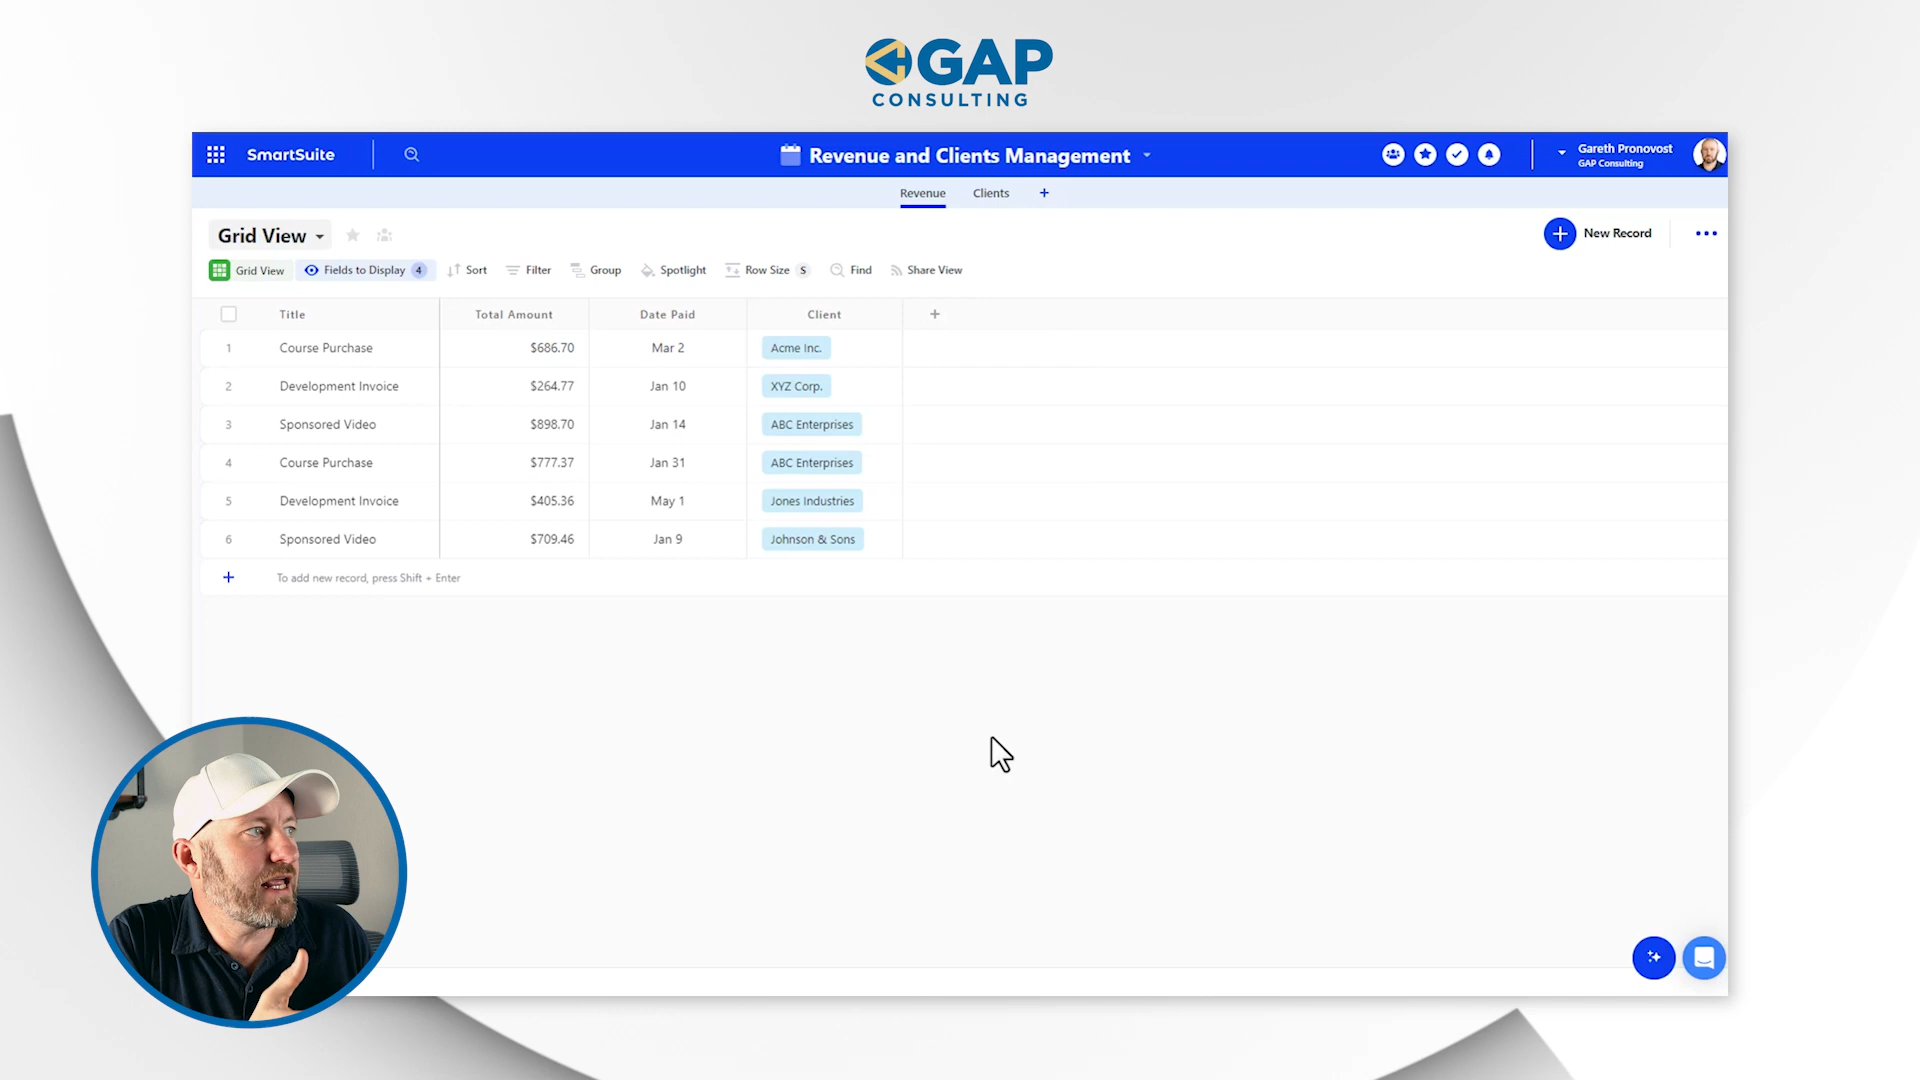 GAP
CONSULTING
SmartSuite
Revenue and Clients Management
Gareth Pronovost
GAP Consulting
Revenue
Clients
+
Grid View
New Record
Grid View
Fields to Display 4
Sort
Filter
Group
Spotlight
Row Size S
Find
Share View
Title Total Amount Date Paid Client +
1 Course Purchase $686.70 Mar 2 Acme Inc.
2 Development Invoice $264.77 Jan 10 XYZ Corp.
3 Sponsored Video $898.70 Jan 14 ABC Enterprises
4 Course Purchase $777.37 Jan 31 ABC Enterprises
5 Development Invoice $405.36 May 1 Jones Industries
6 Sponsored Video $709.46 Jan 9 Johnson & Sons
+ To add new record, press Shift + Enter